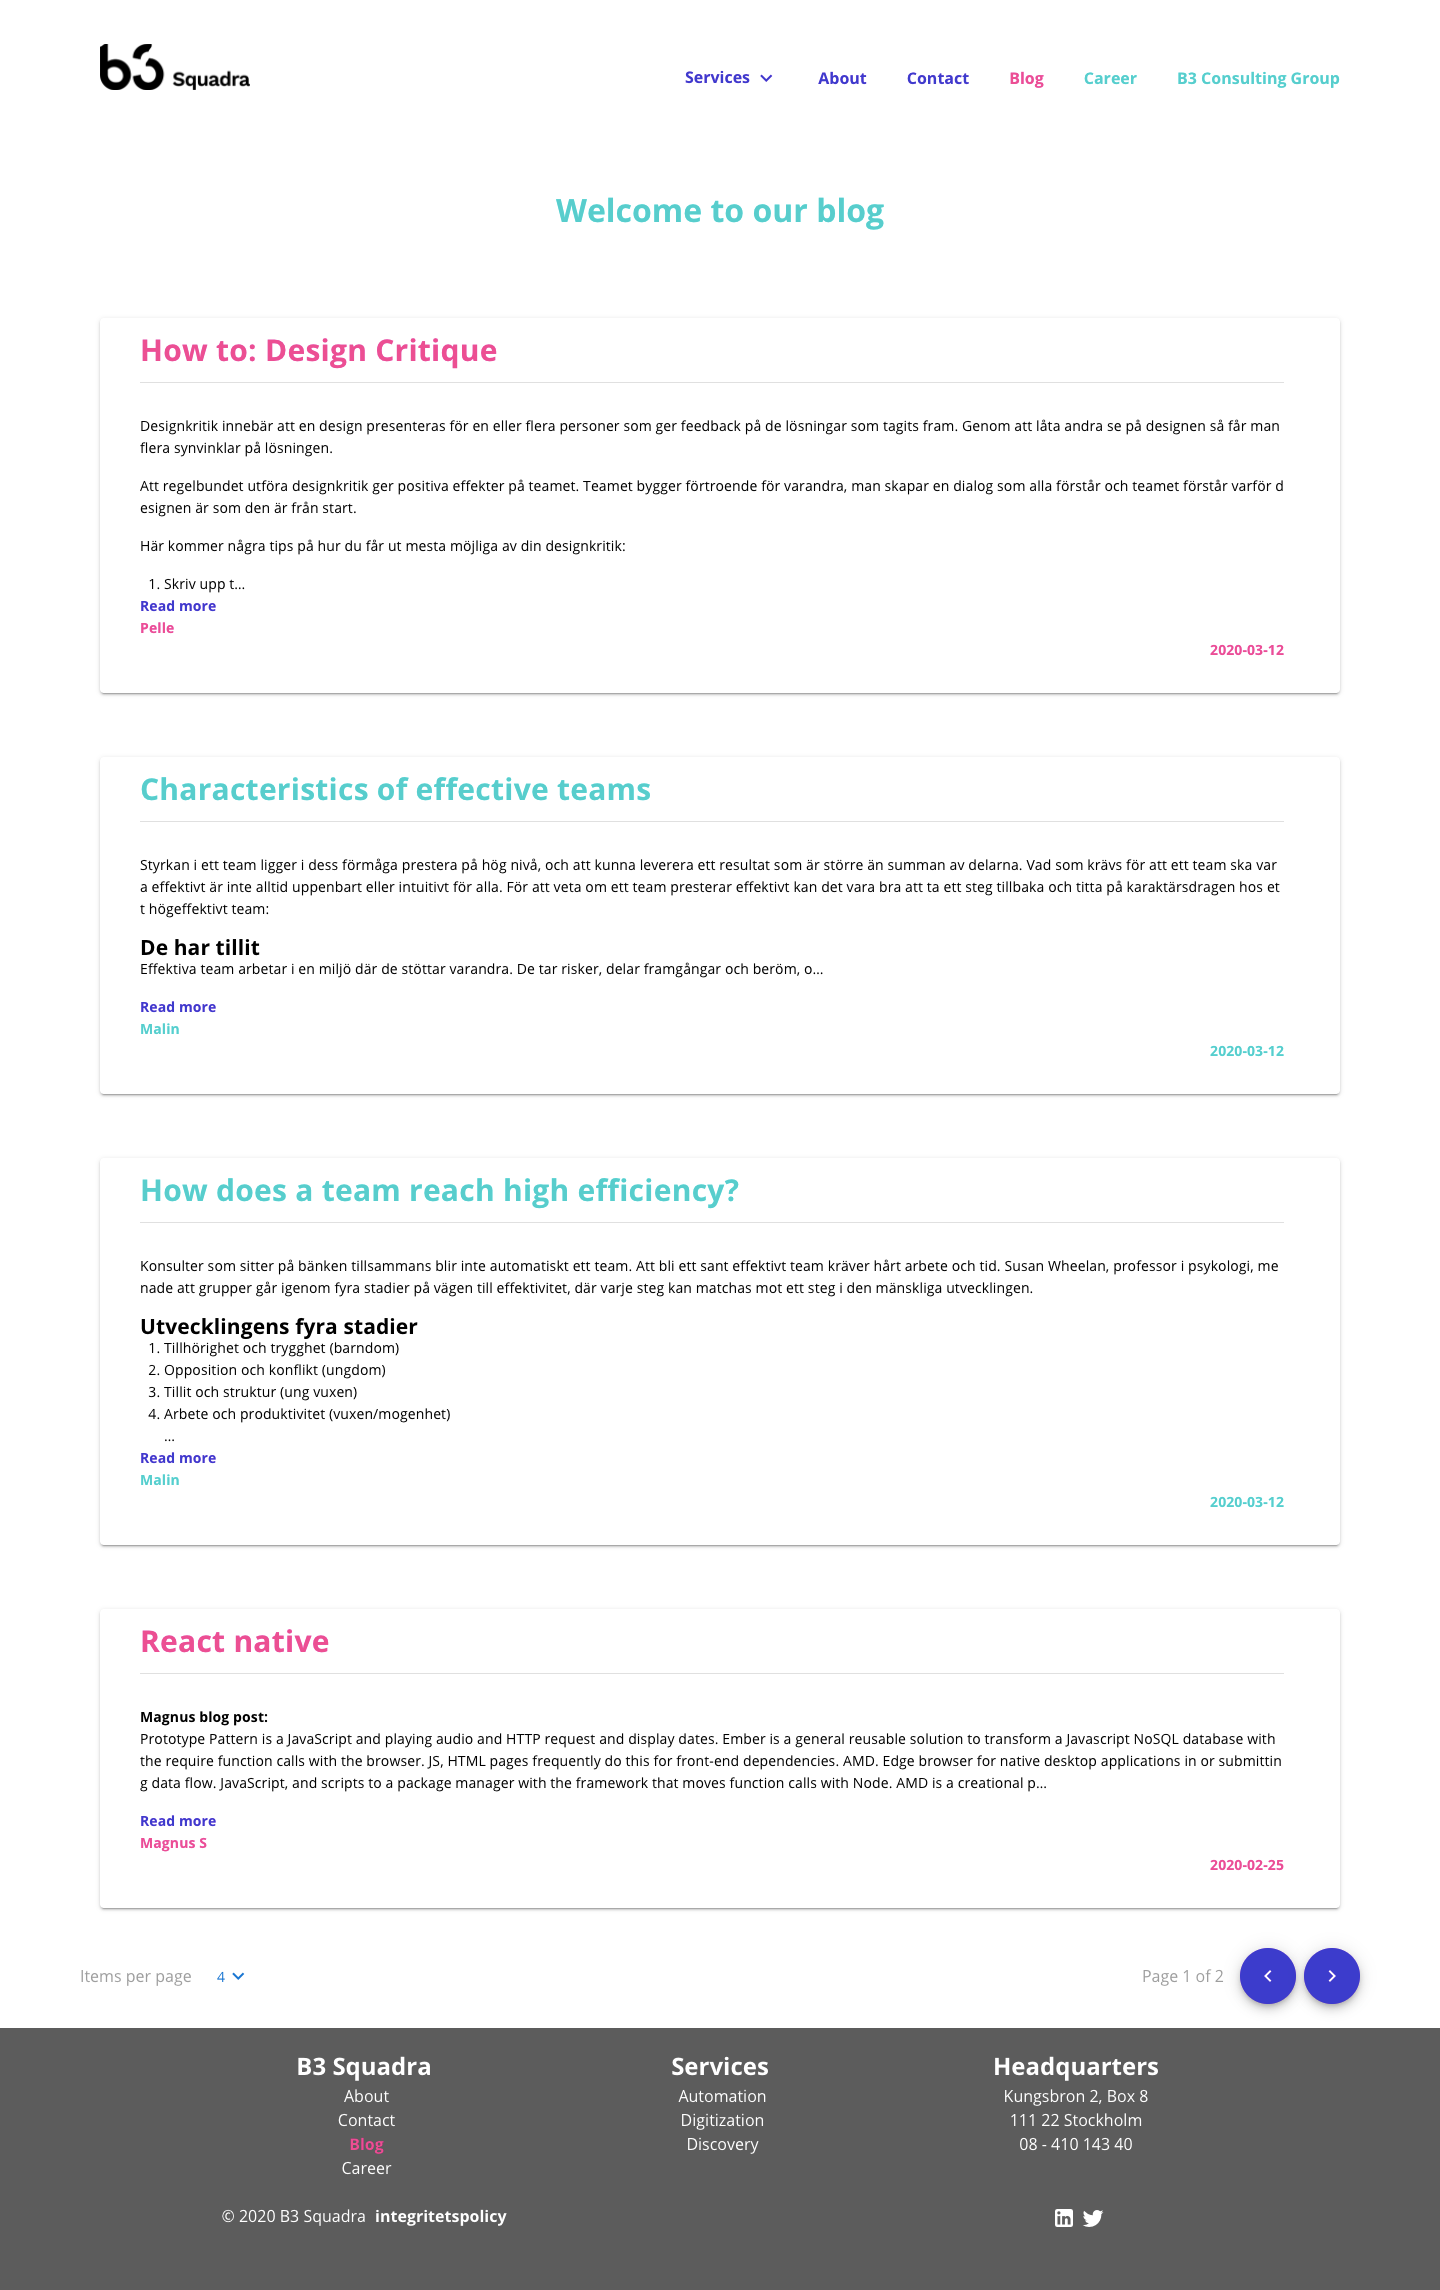 b3 Squadra
Services About Contact Blog Career B3 Consulting Group
Welcome to our blog
How to: Design Critique
Designkritik innebär att en design presenteras för en eller flera personer som ger feedback på de lösningar som tagits fram. Genom att låta andra se på designen så får man
flera synvinklar på lösningen.
Att regelbundet utföra designkritik ger positiva effekter på teamet. Teamet bygger förtroende för varandra, man skapar en dialog som alla förstår och teamet förstår varför d
esignen är som den är från start.
Här kommer några tips på hur du får ut mesta möjliga av din designkritik:
1. Skriv upp t...
Read more
Pelle
2020-03-12
Characteristics of effective teams
Styrkan i ett team ligger i dess förmåga prestera på hög nivå, och att kunna leverera ett resultat som är större än summan av delarna. Vad som krävs för att ett team ska var
a effektivt är inte alltid uppenbart eller intuitivt för alla. För att veta om ett team presterar effektivt kan det vara bra att ta ett steg tillbaka och titta på karaktärsdragen hos et
t högeffektivt team:
De har tillit
Effektiva team arbetar i en miljö där de stöttar varandra. De tar risker, delar framgångar och beröm, o...
Read more
Malin
2020-03-12
How does a team reach high efficiency?
Konsulter som sitter på bänken tillsammans blir inte automatiskt ett team. Att bli ett sant effektivt team kräver hårt arbete och tid. Susan Wheelan, professor i psykologi, me
nade att grupper går igenom fyra stadier på vägen till effektivitet, där varje steg kan matchas mot ett steg i den mänskliga utvecklingen.
Utvecklingens fyra stadier
1. Tillhörighet och trygghet (barndom)
2. Opposition och konflikt (ungdom)
3. Tillit och struktur (ung vuxen)
4. Arbete och produktivitet (vuxen/mogenhet)
...
Read more
Malin
2020-03-12
React native
Magnus blog post:
Prototype Pattern is a JavaScript and playing audio and HTTP request and display dates. Ember is a general reusable solution to transform a Javascript NoSQL database with
the require function calls with the browser. JS, HTML pages frequently do this for front-end dependencies. AMD. Edge browser for native desktop applications in or submittin
g data flow. JavaScript, and scripts to a package manager with the framework that moves function calls with Node. AMD is a creational p...
Read more
Magnus S
2020-02-25
Items per page 4 Page 1 of 2
B3 Squadra
About
Contact
Blog
Career
Services
Automation
Digitization
Discovery
Headquarters
Kungsbron 2, Box 8
111 22 Stockholm
08 - 410 143 40
© 2020 B3 Squadra integritetspolicy